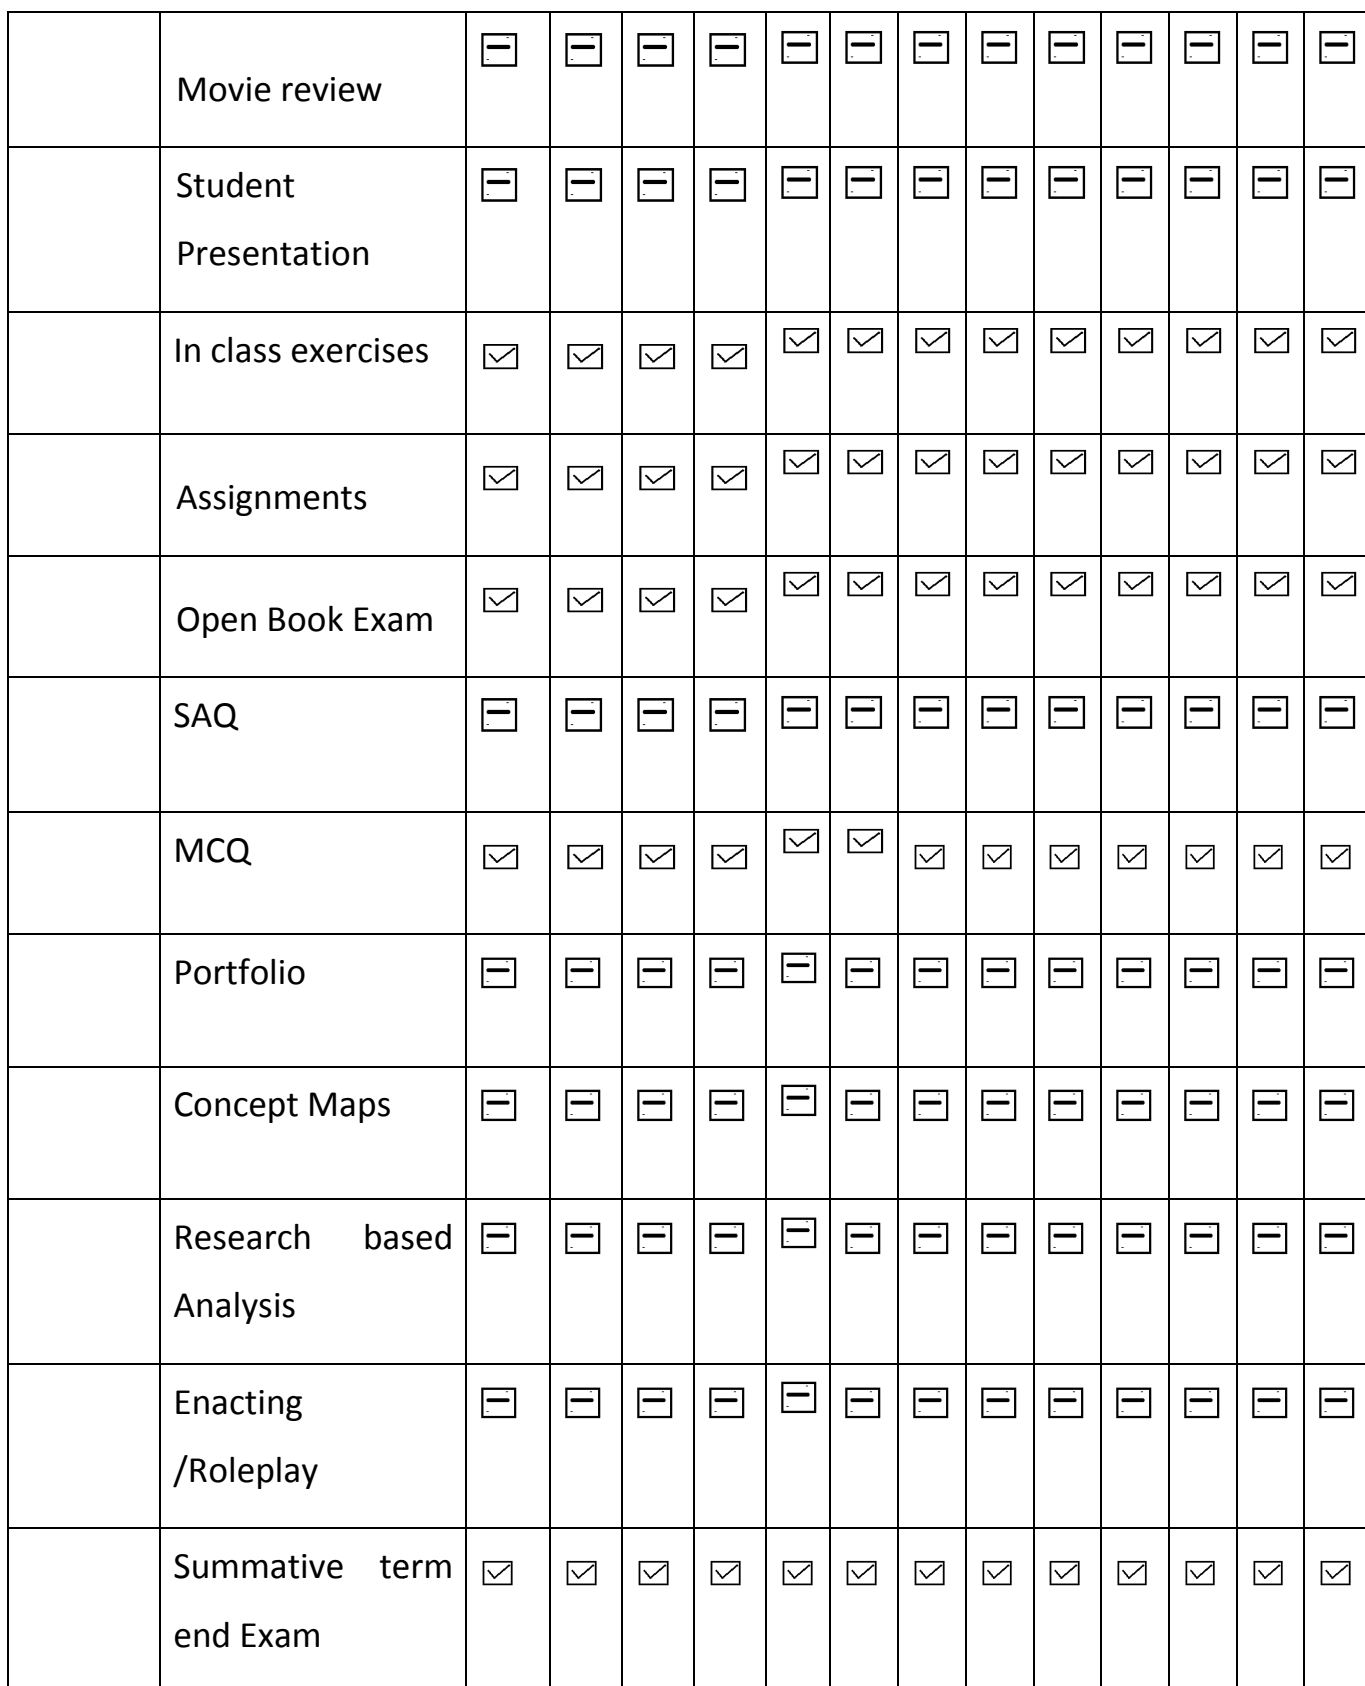 Movie review
Student
Presentation
In class exercises
Assignments
Open Book Exam
SAQ
MCQ
Portfolio
Concept Maps
Research based
Analysis
Enacting
/Roleplay
Summative term
end Exam